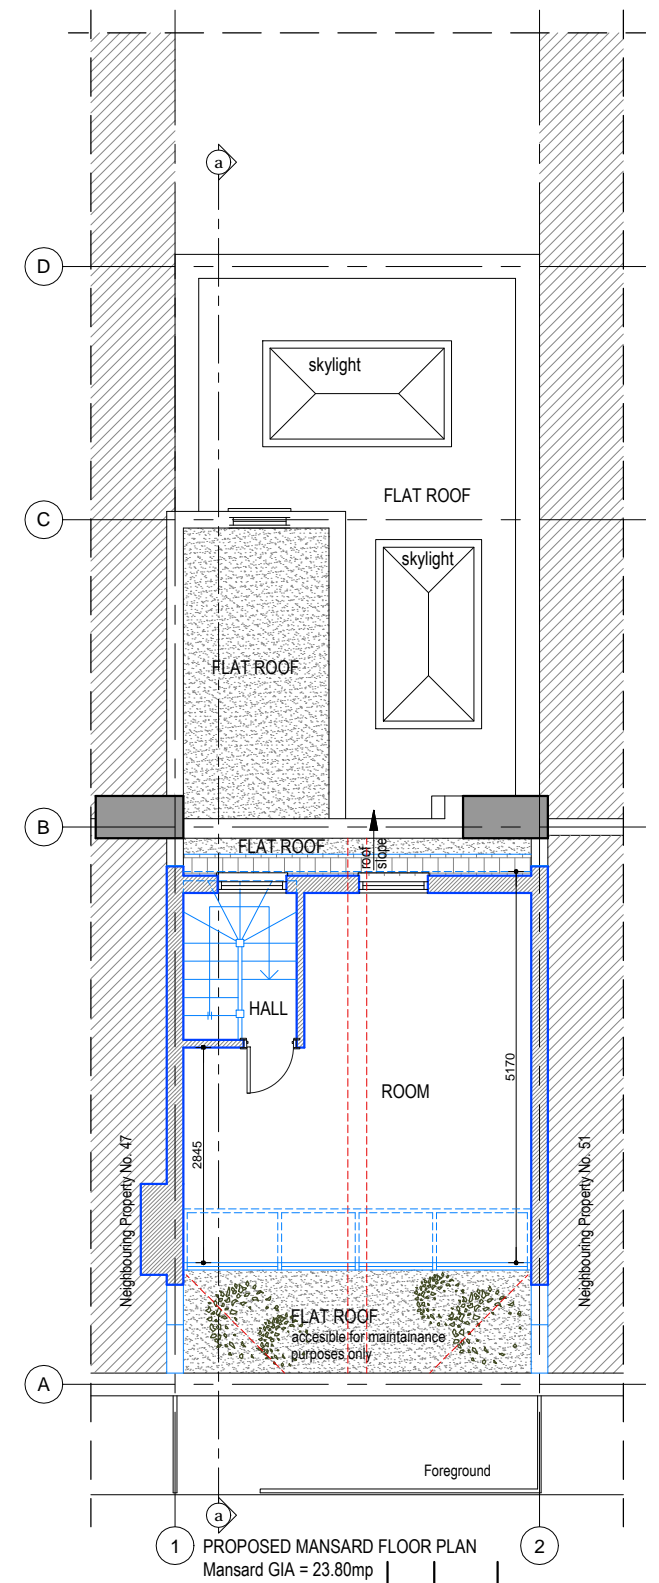 a
D
skylight
FLAT ROOF
C
skylight
FLAT ROOF
B
FLAT ROOF
roof
slope
HALL
ROOM
5170
2845
Neighbouring Property No. 47
Neighbouring Property No. 51
FLAT ROOF
accesible for maintainance
purposes only
A
Foreground
a
1
2
PROPOSED MANSARD FLOOR PLAN
Mansard GIA = 23.80mp